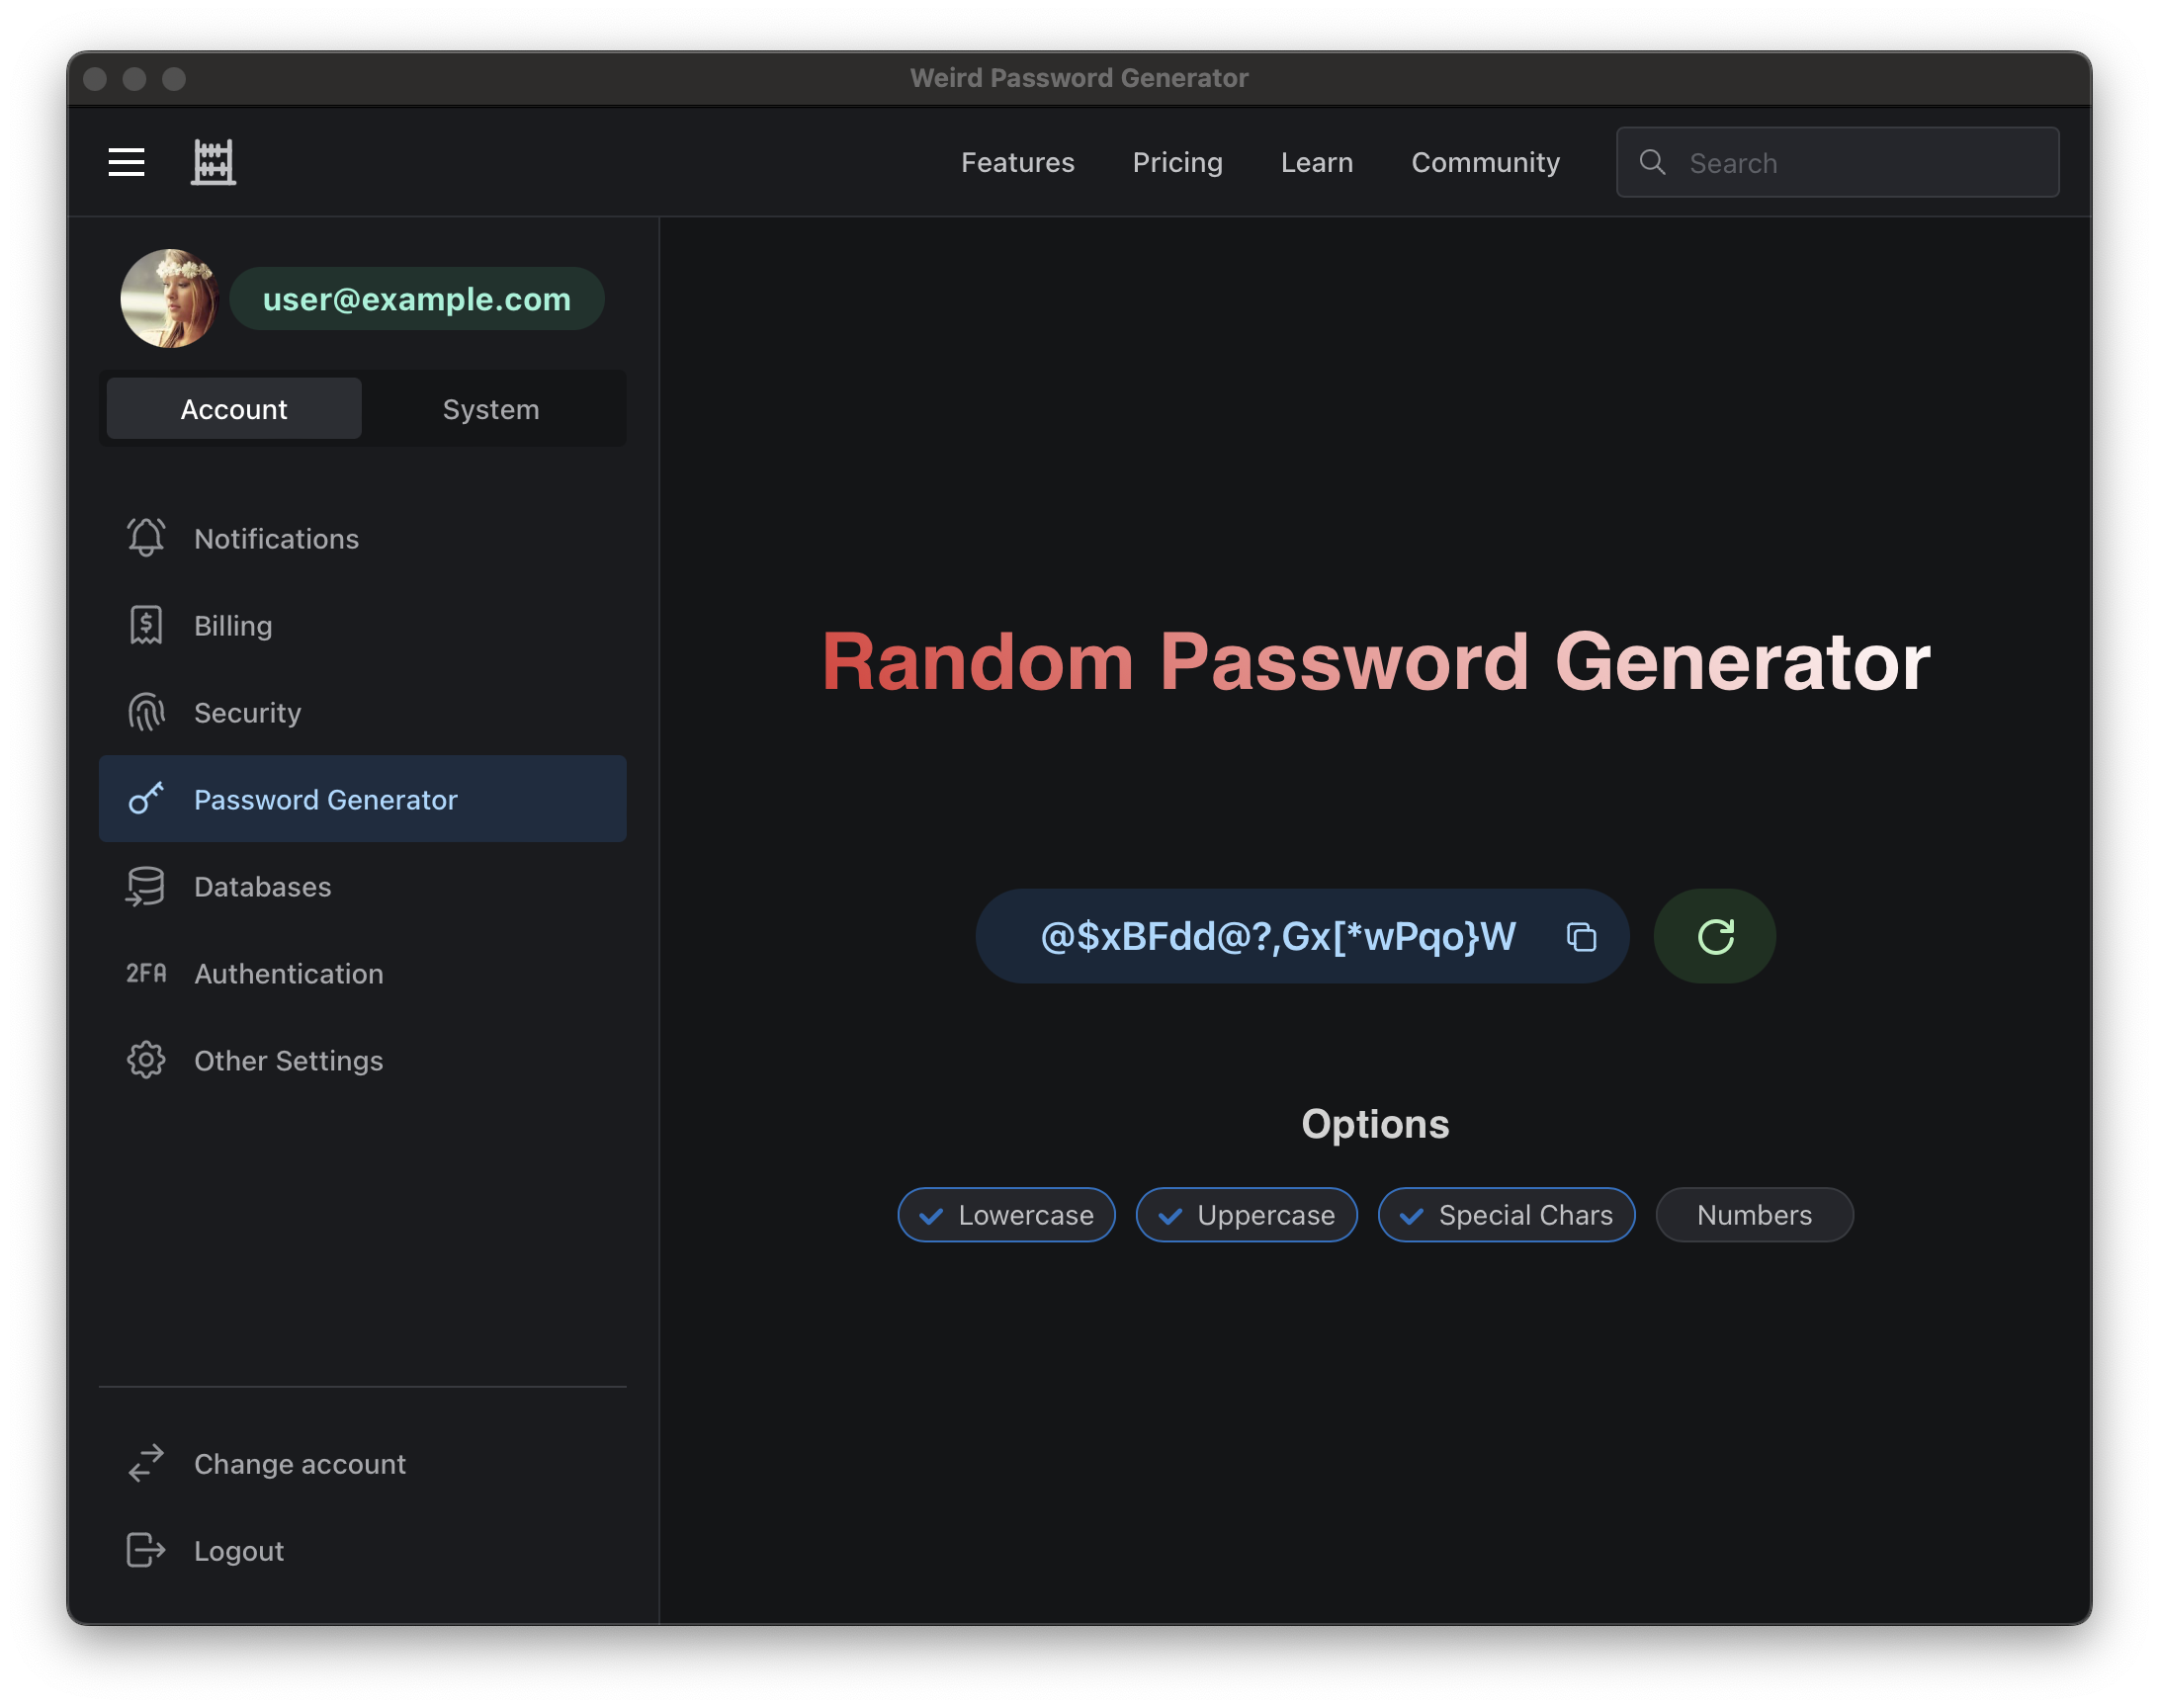 Weird Password Generator
Features Pricing Learn Community Search
user@example.com
Account System
Notifications
Billing
Security
Password Generator
Databases
2FA Authentication
Other Settings
Change account
Logout
Random Password Generator
@$xBFdd@?,Gx[*wPqo}W
Options
Lowercase Uppercase Special Chars Numbers